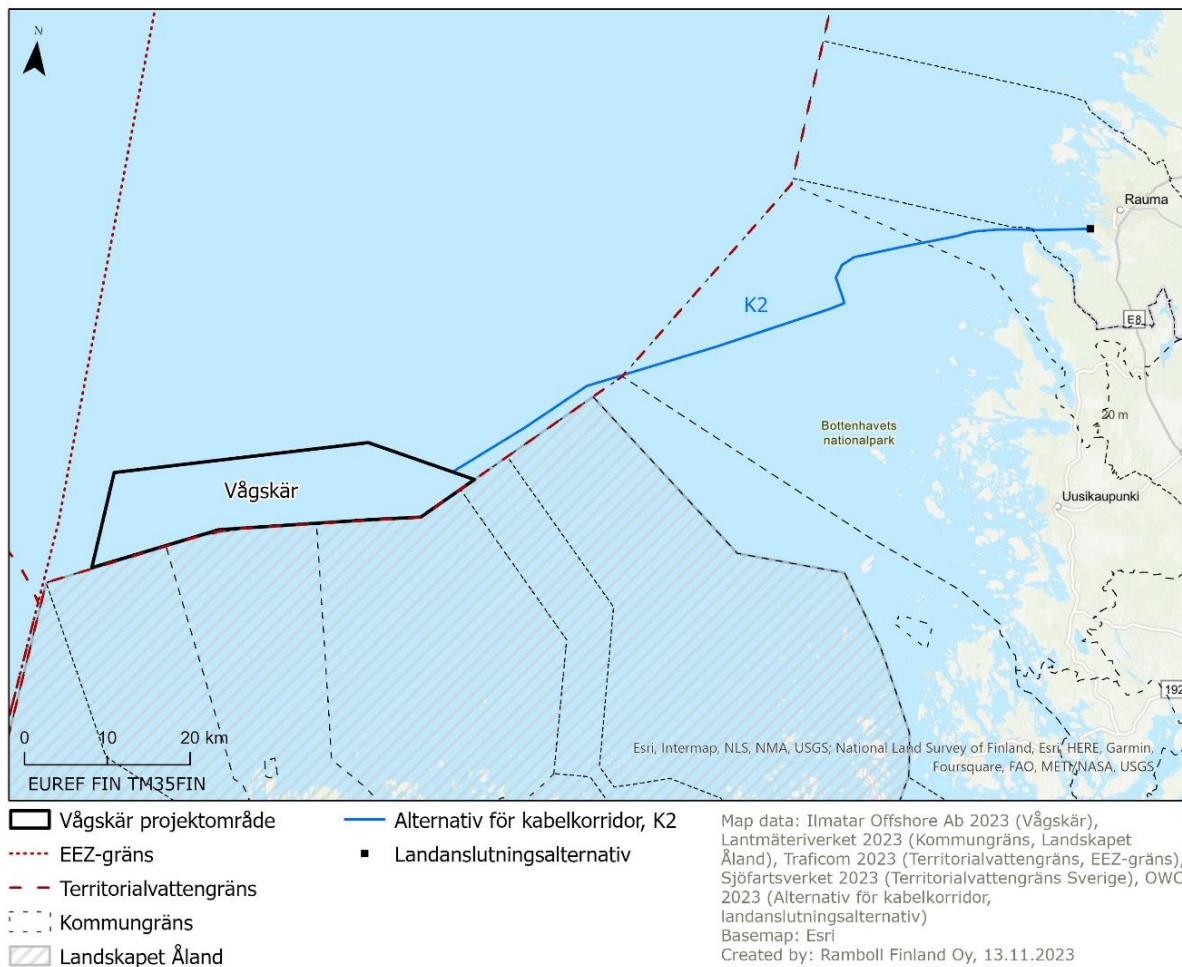 N
Rauma
E8
K2
20 m
Bottenhavets
nationalpark
Vågskär
Uusikaupunki
192
0 10 20 km
EUREF FIN TM35FIN
Esri, Intermap, NLS, NMA, USGS; National Land Survey of Finland, Esri, HERE, Garmin,
Foursquare, FAO, METI/NASA, USGS
Vågskär projektområde
EEZ-gräns
Territorialvattengräns
Kommungräns
Landskapet Åland
Alternativ för kabelkorridor, K2
Landanslutningsalternativ
Map data: Ilmatar Offshore Ab 2023 (Vågskär),
Lantmäteriverket 2023 (Kommungräns, Landskapet
Åland), Traficom 2023 (Territorialvattengräns, EEZ-gräns),
Sjöfartsverket 2023 (Territorialvattengräns Sverige), OWC
2023 (Alternativ för kabelkorridor,
landanslutningsalternativ)
Basemap: Esri
Created by: Ramboll Finland Oy, 13.11.2023